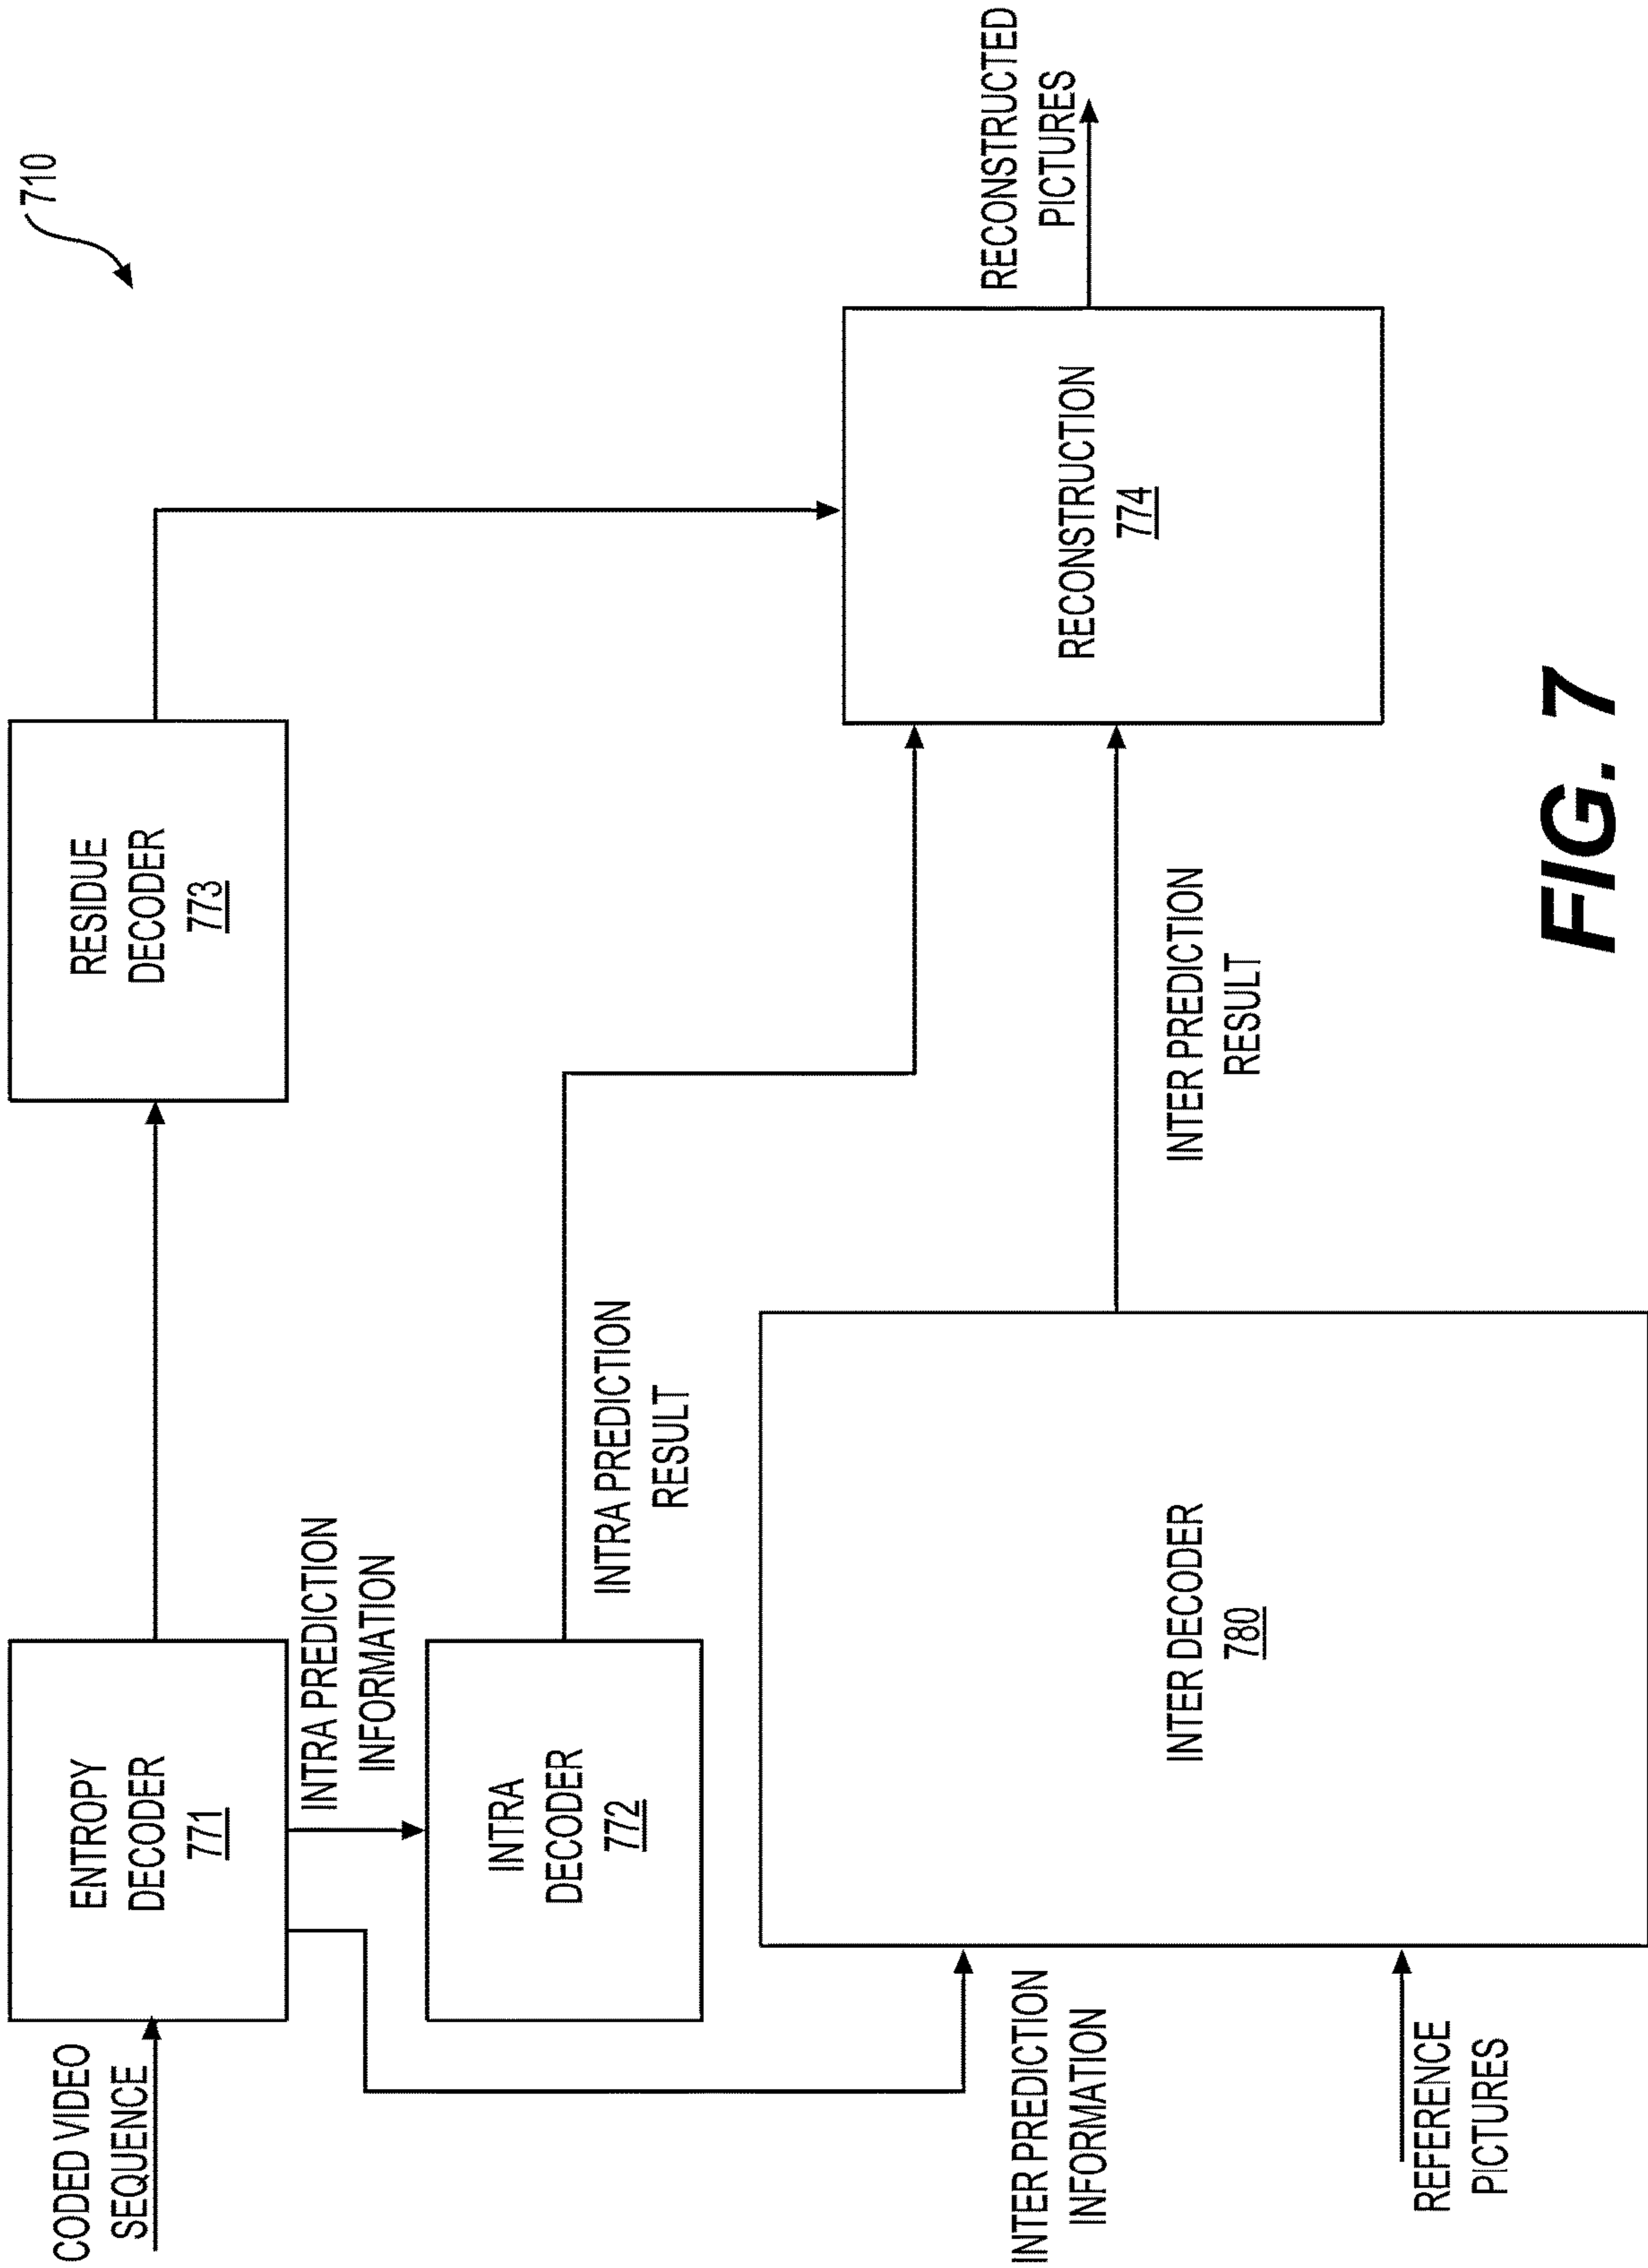 710
CODED VIDEO
SEQUENCE
ENTROPY
DECODER
771
RESIDUE
DECODER
773
INTRA PREDICTION
INFORMATION
INTRA
DECODER
772
INTRA PREDICTION
RESULT
INTER PREDICTION
INFORMATION
REFERENCE
PICTURES
INTER DECODER
780
INTER PREDICTION
RESULT
RECONSTRUCTION
774
RECONSTRUCTED
PICTURES
FIG. 7